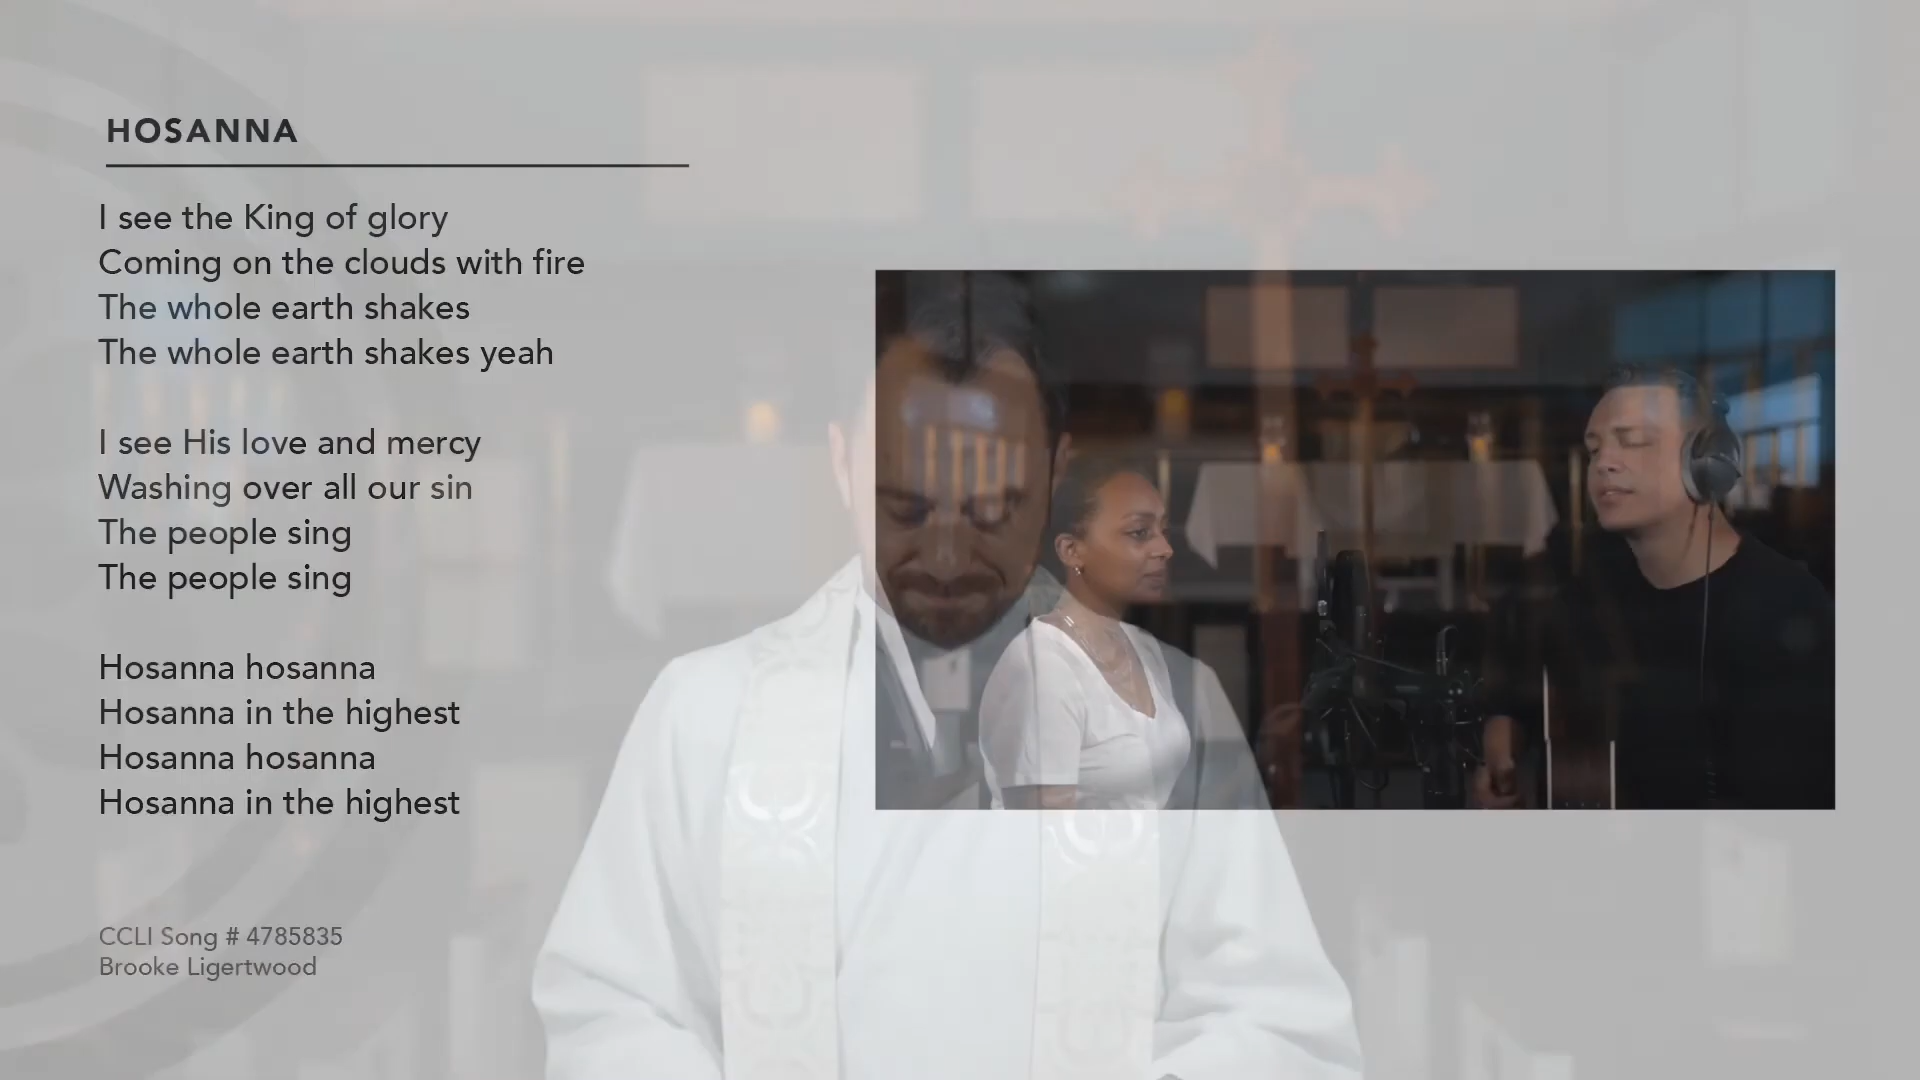 HOSANNA
I see the King of glory
Coming on the clouds with fire
The whole earth shakes
The whole earth shakes yeah
I see His love and mercy
Washing over all our sin
The people sing
The people sing
Hosanna hosanna
Hosanna in the highest
Hosanna hosanna
Hosanna in the highest
CCLI Song # 4785835
Brooke Ligertwood